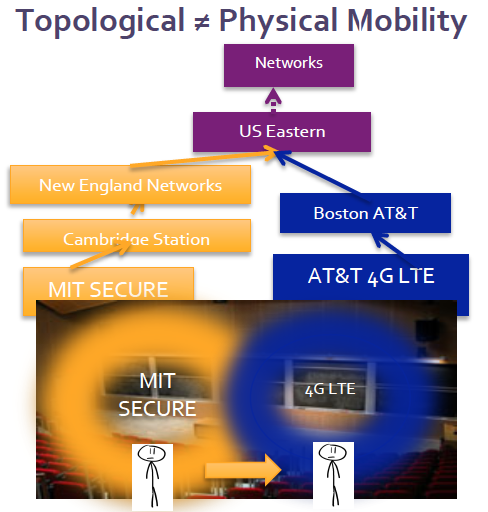 Topological ≠ Physical Mobility
Networks
US Eastern
New England Networks
Boston AT&T
Cambridge Station
AT&T 4G LTE
MIT SECURE
MIT
SECURE
4G LTE